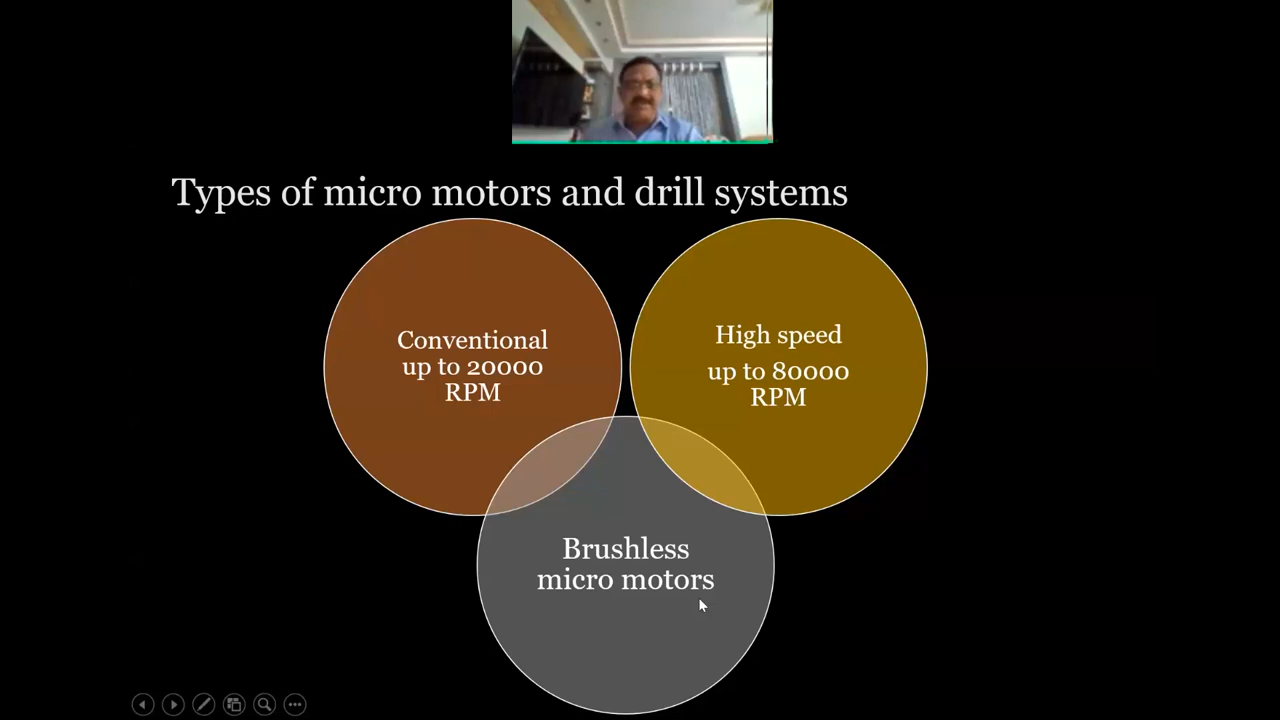 Types of micro motors and drill systems
Conventional
up to 20000
RPM
High speed
up to 80000
RPM
Brushless
micro motors